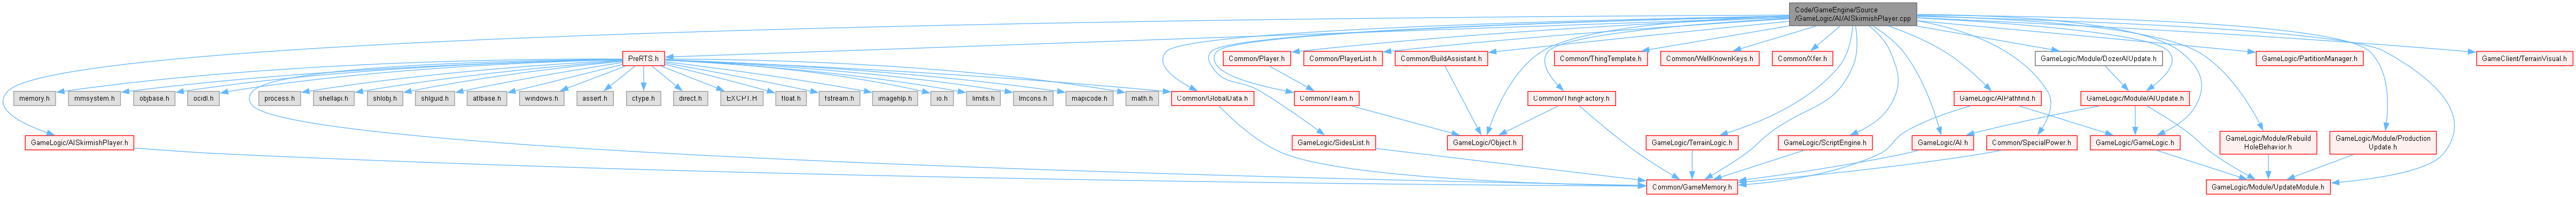 Code/GameEngine/Source
/GameLogic/AI/AISkirmishPlayer.cpp
PreRTS.h
Common/Player.h
Common/PlayerList.h
Common/BuildAssistant.h
Common/ThingTemplate.h
Common/WellKnownKeys.h
Common/Xfer.h
GameLogic/Module/DozerAIUpdate.h
GameLogic/PartitionManager.h
GameClient/TerrainVisual.h
memory.h
mmsystem.h
objbase.h
ocidl.h
process.h
shellapi.h
shlobj.h
shlguid.h
atlbase.h
windows.h
assert.h
ctype.h
direct.h
EXCPT.H
float.h
fstream.h
imagehlp.h
io.h
limits.h
lmcons.h
mapicode.h
math.h
Common/GlobalData.h
Common/Team.h
Common/ThingFactory.h
GameLogic/AIPathfind.h
GameLogic/Module/AIUpdate.h
GameLogic/AISkirmishPlayer.h
GameLogic/SidesList.h
GameLogic/Object.h
GameLogic/TerrainLogic.h
GameLogic/ScriptEngine.h
GameLogic/AI.h
Common/SpecialPower.h
GameLogic/GameLogic.h
GameLogic/Module/Rebuild
HoleBehavior.h
GameLogic/Module/Production
Update.h
Common/GameMemory.h
GameLogic/Module/UpdateModule.h